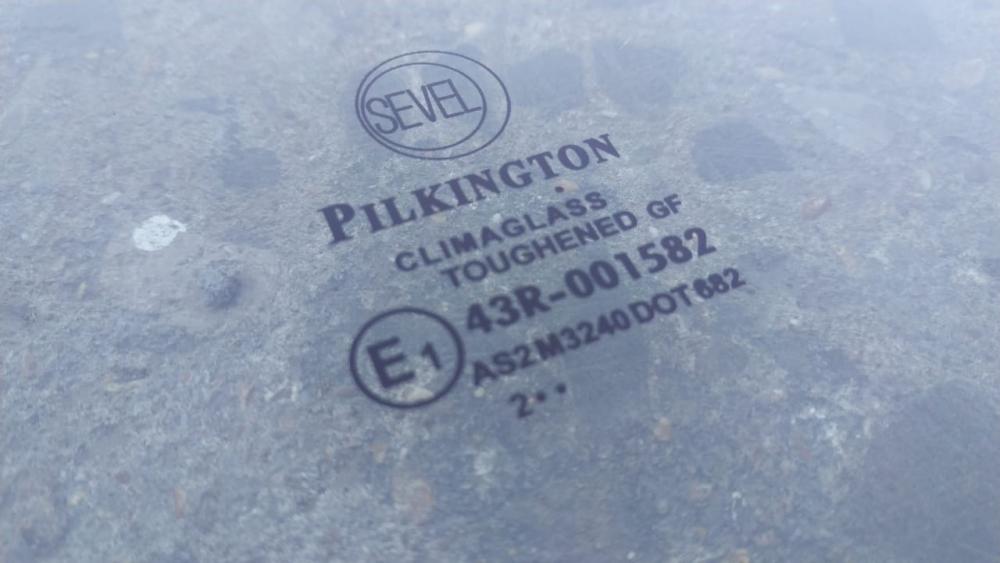 SEVEL
PILKINGTON
CLIMAGLASS
TOUGHENED GF
43R-001582
E1
AS2 M3240 DOT 682
2••